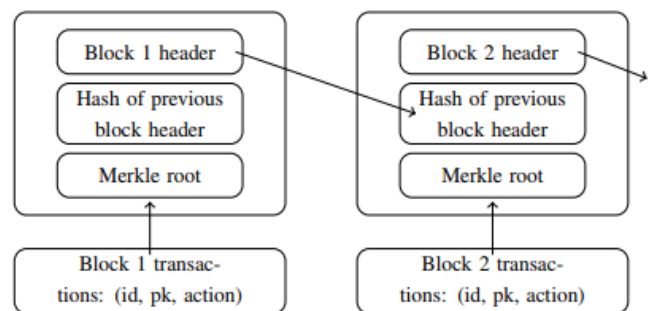 Block 1 header
Hash of previous
block header
Merkle root
Block 1 transac-
tions: (id, pk, action)
Block 2 header
Hash of previous
block header
Merkle root
Block 2 transac-
tions: (id, pk, action)